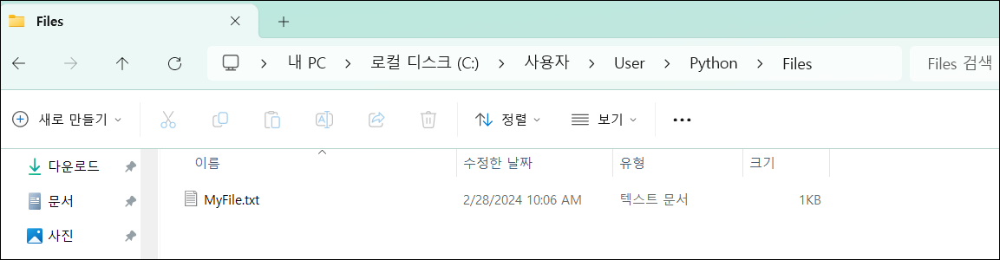 Files
내 PC > 로컬 디스크 (C:) > 사용자 > User > Python > Files
Files 검색
새로 만들기
정렬
보기
다운로드
문서
사진
이름 수정한 날짜 유형 크기
MyFile.txt 2/28/2024 10:06 AM 텍스트 문서 1KB